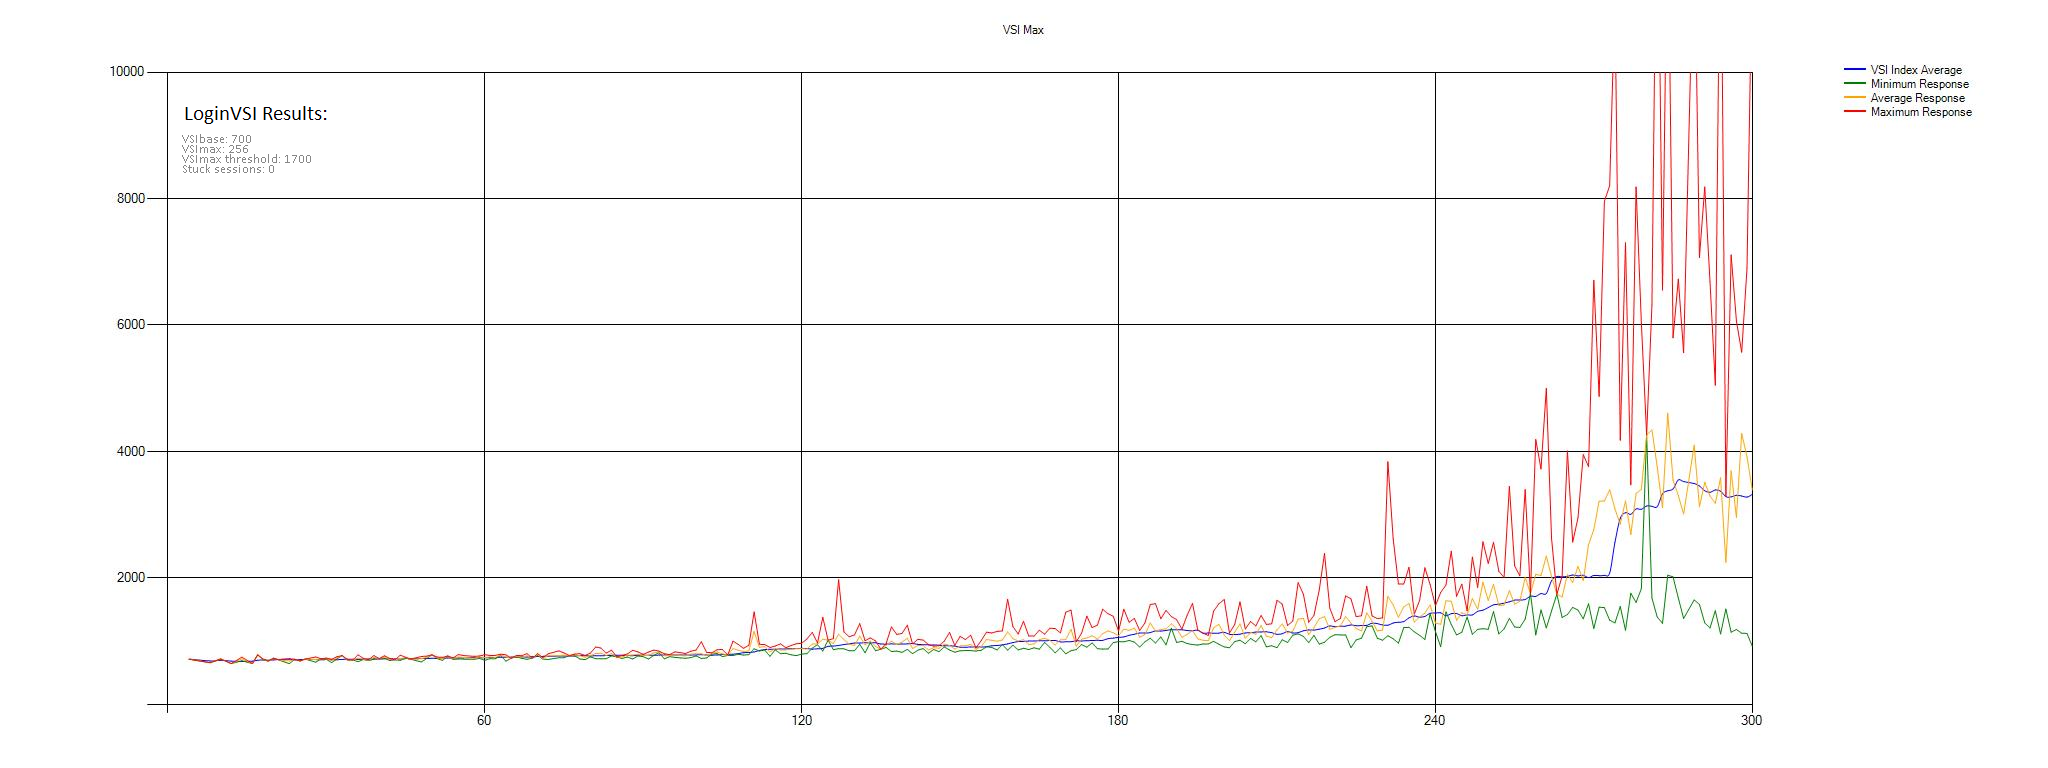 VSI Max
10000
LoginVSI Results:
VSIbase: 700
VSImax: 256
VSImax threshold: 1700
Stuck sessions: 0
8000
6000
4000
2000
60
120
180
240
300
VSI Index Average
Minimum Response
Average Response
Maximum Response